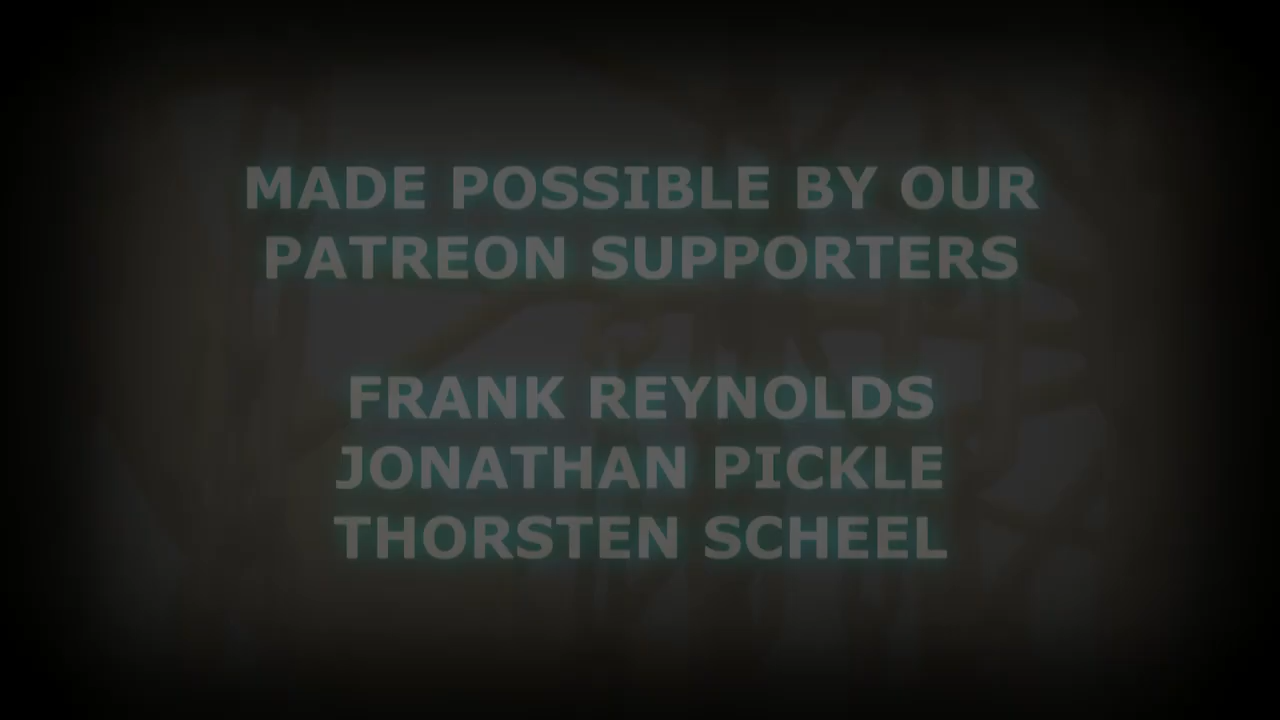 MADE POSSIBLE BY OUR
PATREON SUPPORTERS
FRANK REYNOLDS
JONATHAN PICKLE
THORSTEN SCHEEL